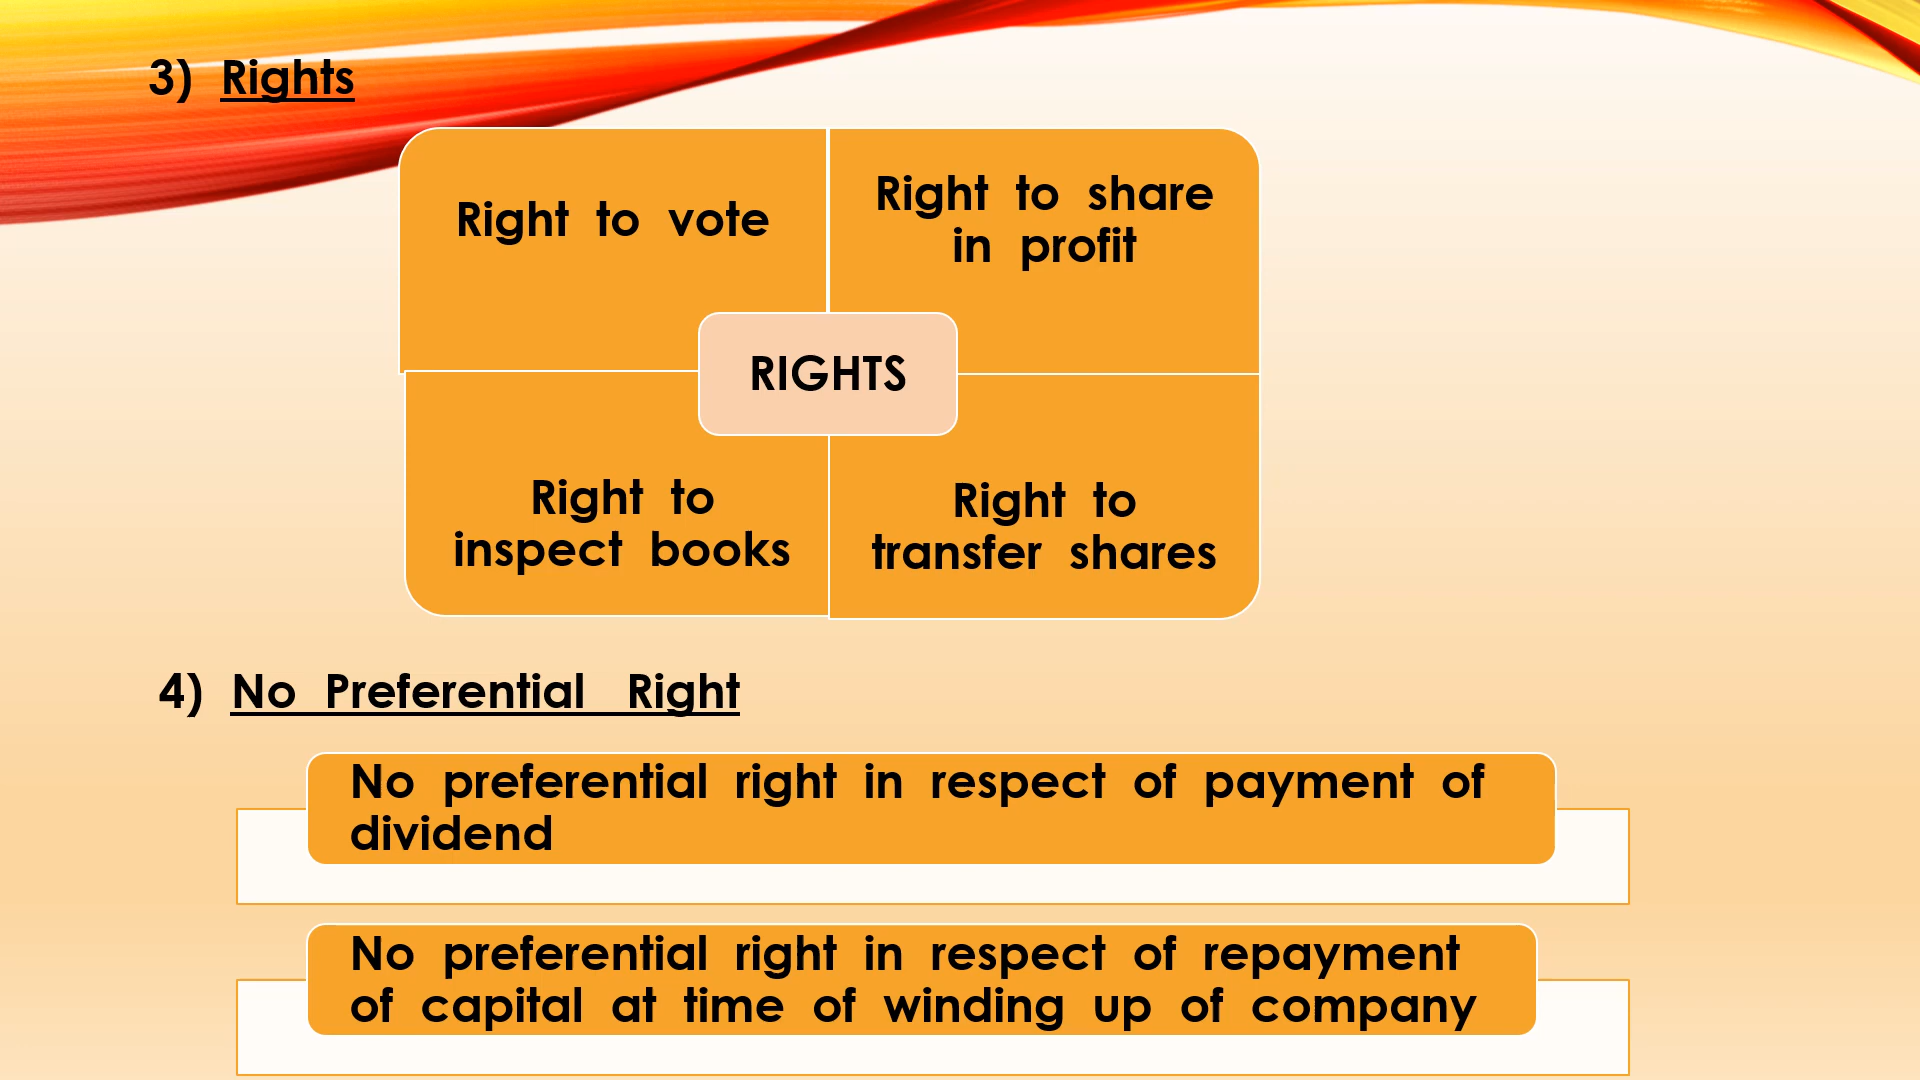 3) Rights
Right to vote
Right to share
in profit
RIGHTS
Right to
inspect books
Right to
transfer shares
4) No Preferential Right
No preferential right in respect of payment of
dividend
No preferential right in respect of repayment
of capital at time of winding up of company